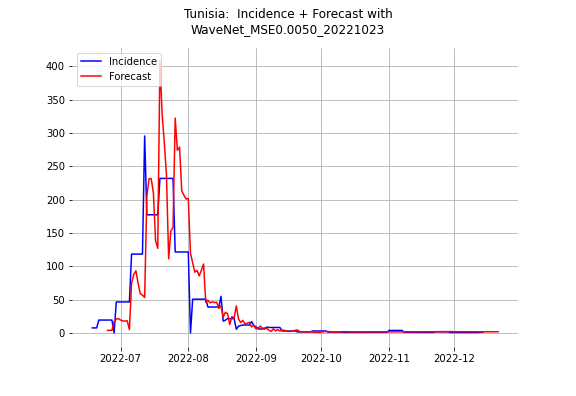 Tunisia:  Incidence + Forecast with
WaveNet_MSE0.0050_20221023
Incidence
Forecast
400
350
300
250
200
150
100
50
0
2022-07 2022-08 2022-09 2022-10 2022-11 2022-12